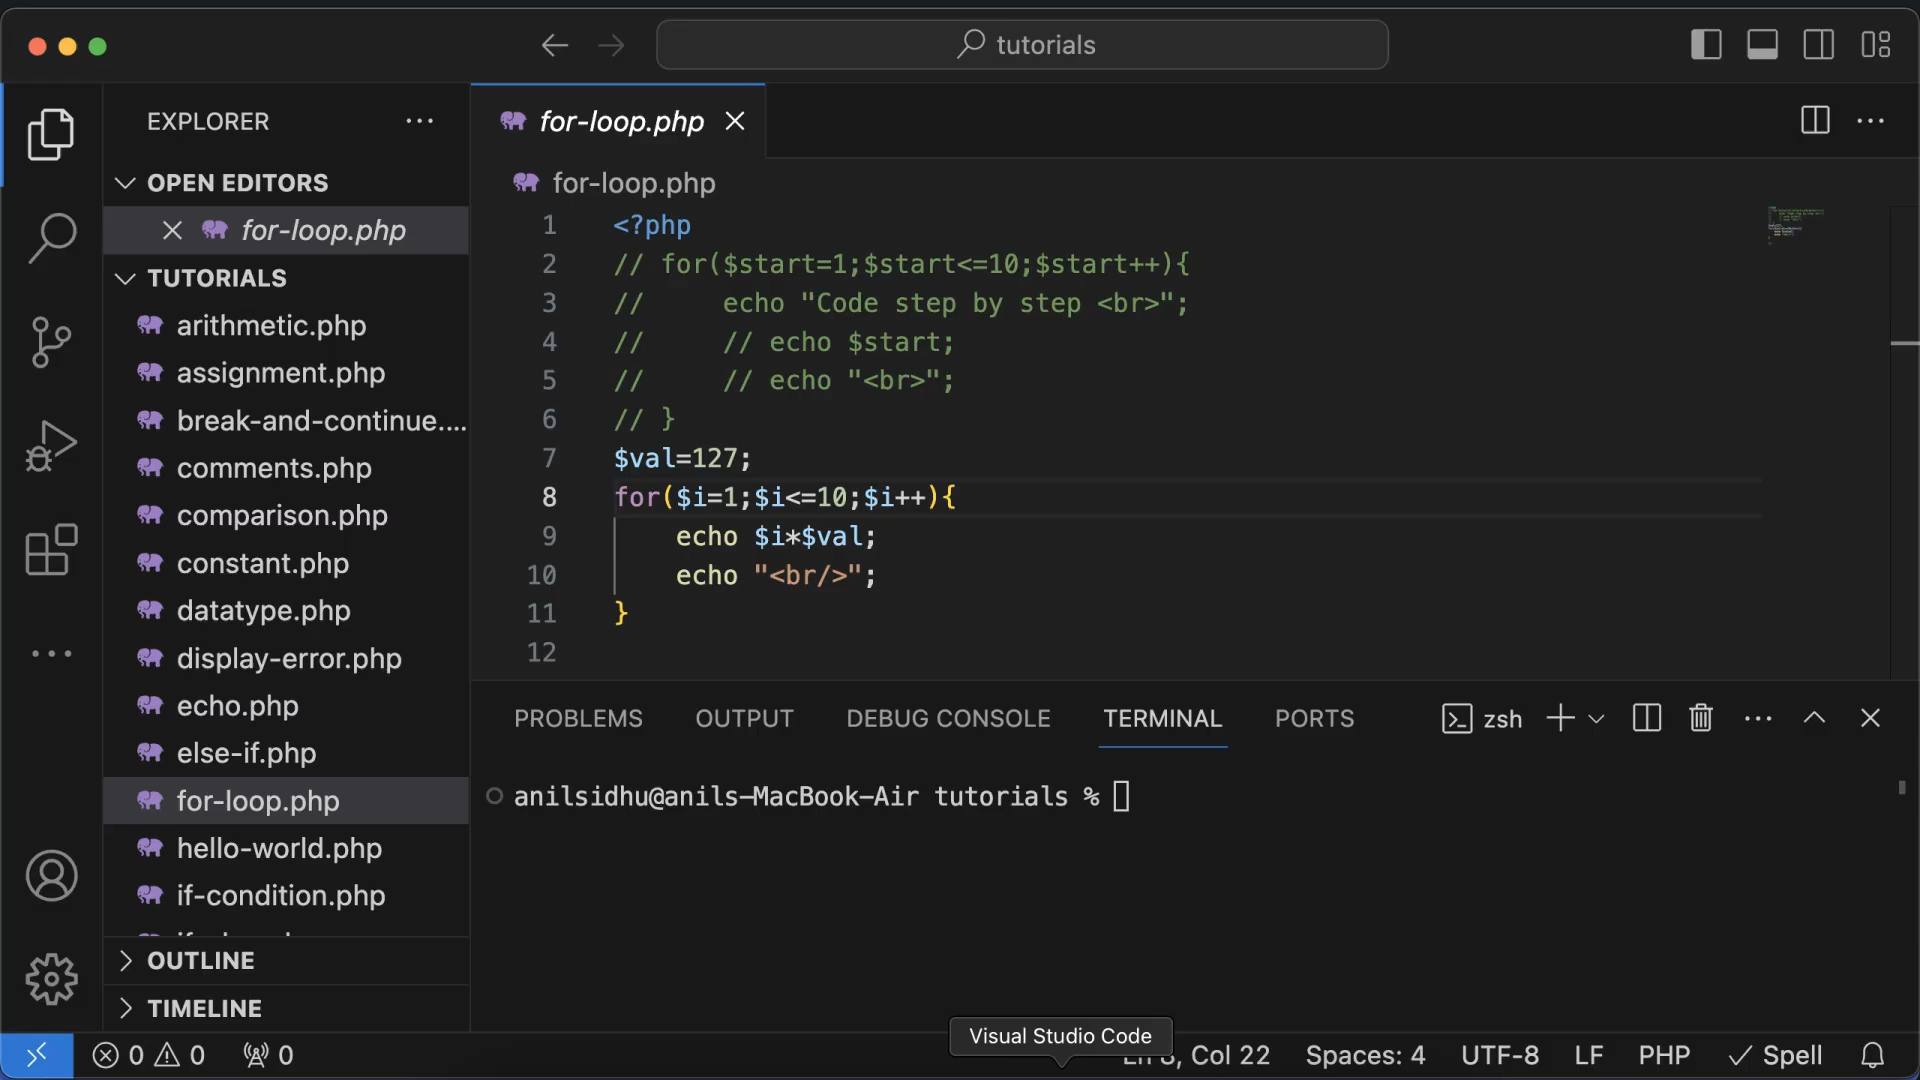 tutorials
EXPLORER
OPEN EDITORS
for-loop.php
TUTORIALS
arithmetic.php
assignment.php
break-and-continue....
comments.php
comparison.php
constant.php
datatype.php
display-error.php
echo.php
else-if.php
for-loop.php
hello-world.php
if-condition.php
OUTLINE
TIMELINE
for-loop.php
for-loop.php
1 <?php
2 // for($start=1;$start<=10;$start++){
3 //     echo "Code step by step <br>";
4 //     // echo $start;
5 //     // echo "<br>";
6 // }
7 $val=127;
8 for($i=1;$i<=10;$i++){
9     echo $i*$val;
10     echo "<br/>";
11 }
12
PROBLEMS OUTPUT DEBUG CONSOLE TERMINAL PORTS zsh
anilsidhu@anils-MacBook-Air tutorials %
Visual Studio Code
0 0 0 Col 22 Spaces: 4 UTF-8 LF PHP Spell